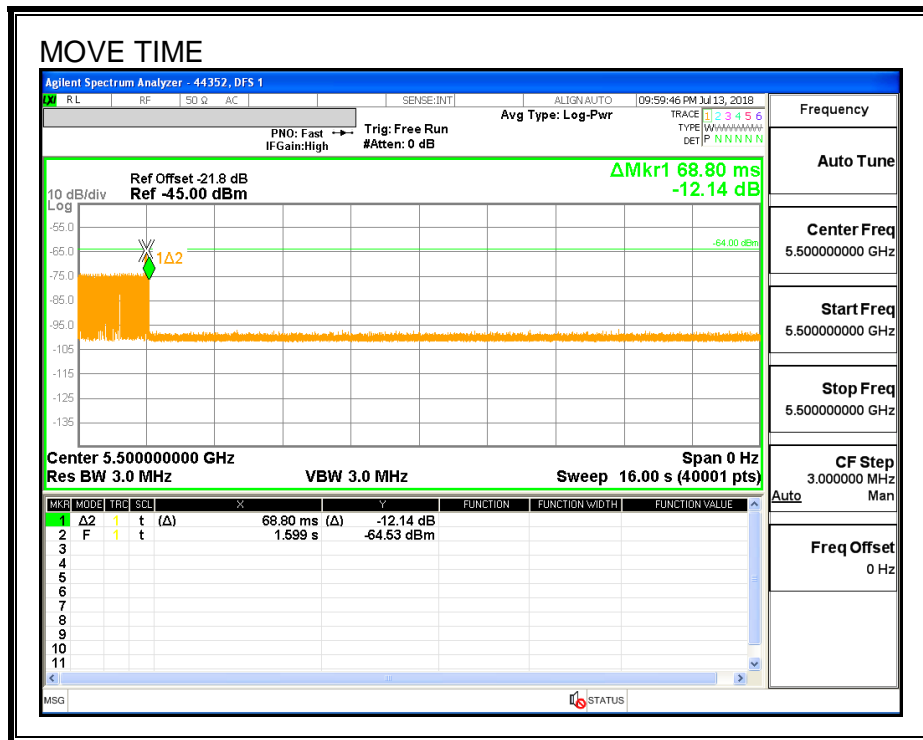 MOVE TIME
Agilent Spectrum Analyzer - 44352, DFS 1
LXI RL RF 50 Ω AC SENSE:INT ALIGNAUTO 09:59:46 PM Jul 13, 2018
Avg Type: Log-Pwr
TRACE 1 2 3 4 5 6
PNO: Fast Trig: Free Run
TYPE WWWWWW
IFGain:High #Atten: 0 dB
DET P N N N N N
Frequency
Auto Tune
Center Freq
5.500000000 GHz
Start Freq
5.500000000 GHz
Stop Freq
5.500000000 GHz
CF Step
3.000000 MHz
Auto Man
Freq Offset
0 Hz
ΔMkr1 68.80 ms
-12.14 dB
Ref Offset -21.8 dB
10 dB/div Ref -45.00 dBm
Log
-55.0
-64.00 dBm
-65.0
1Δ2
-75.0
-85.0
-95.0
-105
-115
-125
-135
Center 5.500000000 GHz Span 0 Hz
Res BW 3.0 MHz VBW 3.0 MHz Sweep 16.00 s (40001 pts)
MKR MODE TRC SCL X Y FUNCTION FUNCTION WIDTH FUNCTION VALUE
1 Δ2 1 t (Δ) 68.80 ms (Δ) -12.14 dB
2 F 1 t 1.599 s -64.53 dBm
3
4
5
6
7
8
9
10
11
MSG STATUS